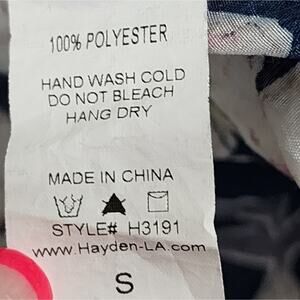 100% POLYESTER
HAND WASH COLD
DO NOT BLEACH
HANG DRY
MADE IN CHINA
STYLE# H3191
www.Hayden-LA.com
S